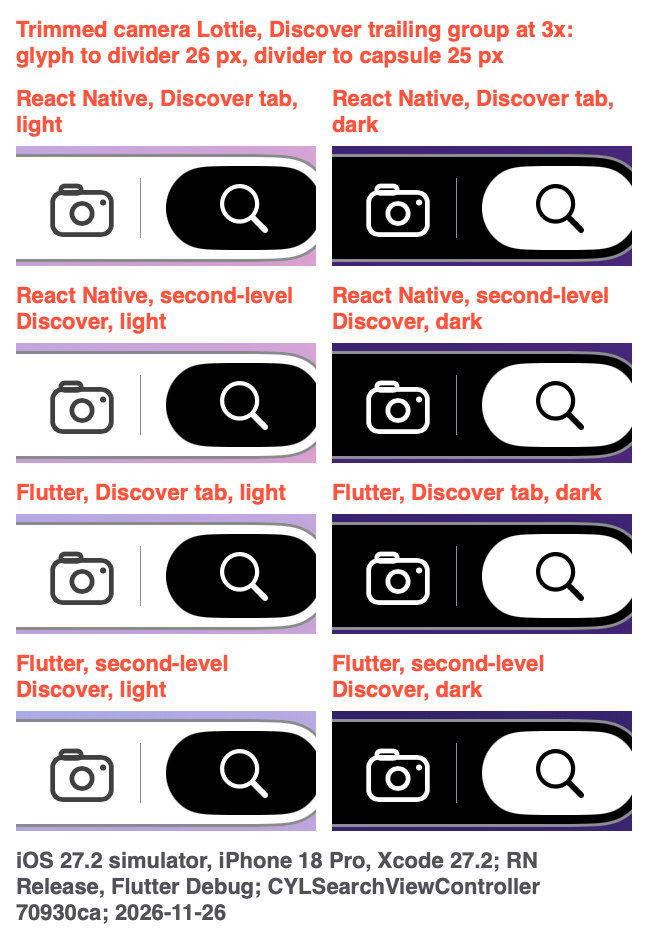 Trimmed camera Lottie, Discover trailing group at 3x:
glyph to divider 26 px, divider to capsule 25 px
React Native, Discover tab,
light
React Native, Discover tab,
dark
React Native, second-level
Discover, light
React Native, second-level
Discover, dark
Flutter, Discover tab, light
Flutter, Discover tab, dark
Flutter, second-level
Discover, light
Flutter, second-level
Discover, dark
iOS 27.2 simulator, iPhone 18 Pro, Xcode 27.2; RN
Release, Flutter Debug; CYLSearchViewController
70930ca; 2026-11-26